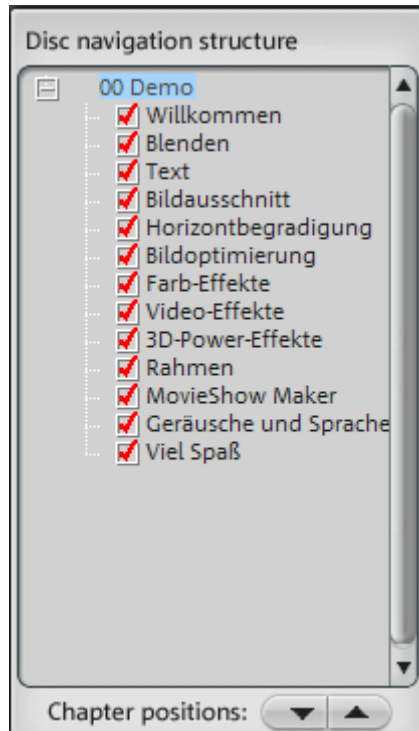 Disc navigation structure
00 Demo
Willkommen
Blenden
Text
Bildausschnitt
Horizontbegradigung
Bildoptimierung
Farb-Effekte
Video-Effekte
3D-Power-Effekte
Rahmen
MovieShow Maker
Geräusche und Sprache
Viel Spaß
Chapter positions: